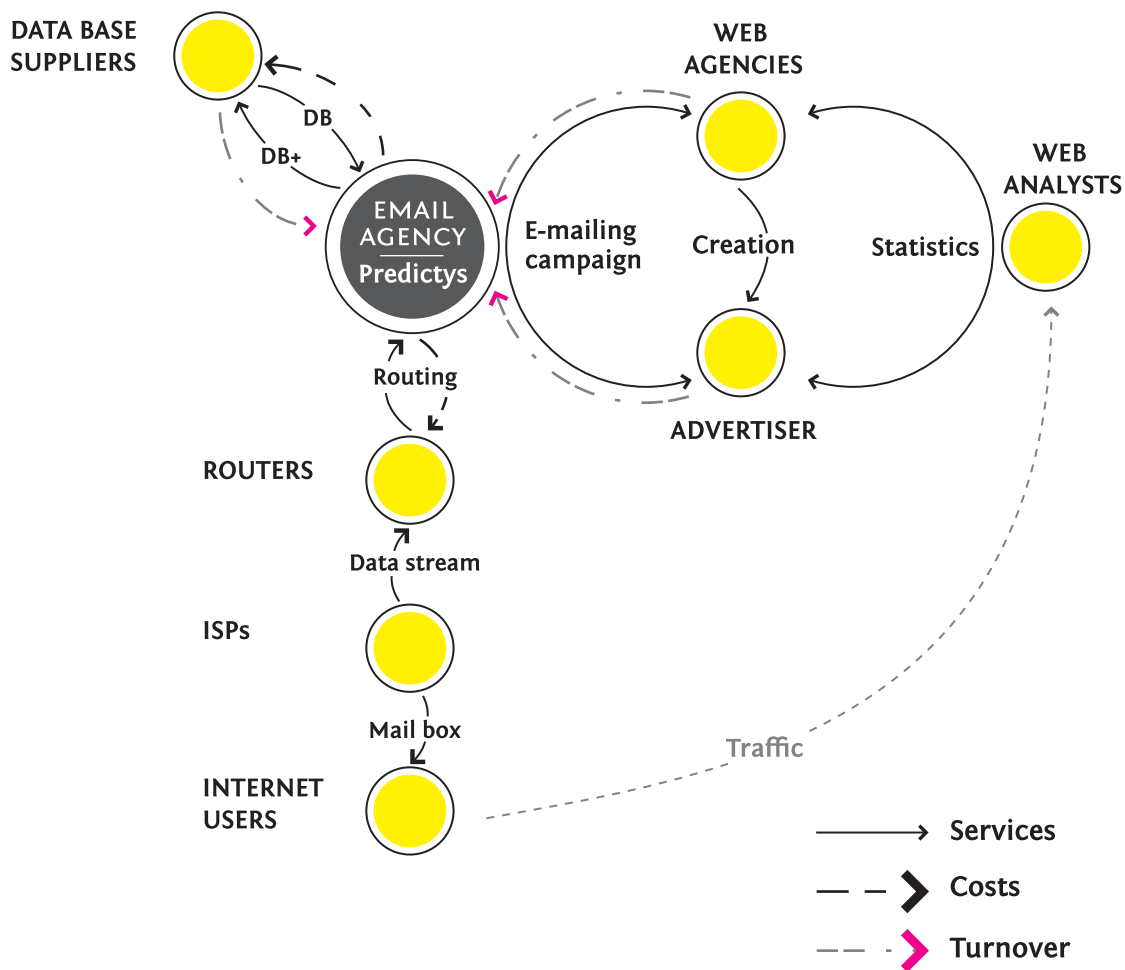 DATA BASE
SUPPLIERS
DB
DB+
WEB
AGENCIES
WEB
ANALYSTS
EMAIL
AGENCY
Predictys
E-mailing
campaign
Creation
Statistics
Routing
ADVERTISER
ROUTERS
Data stream
ISPs
Mail box
Traffic
INTERNET
USERS
Services
Costs
Turnover